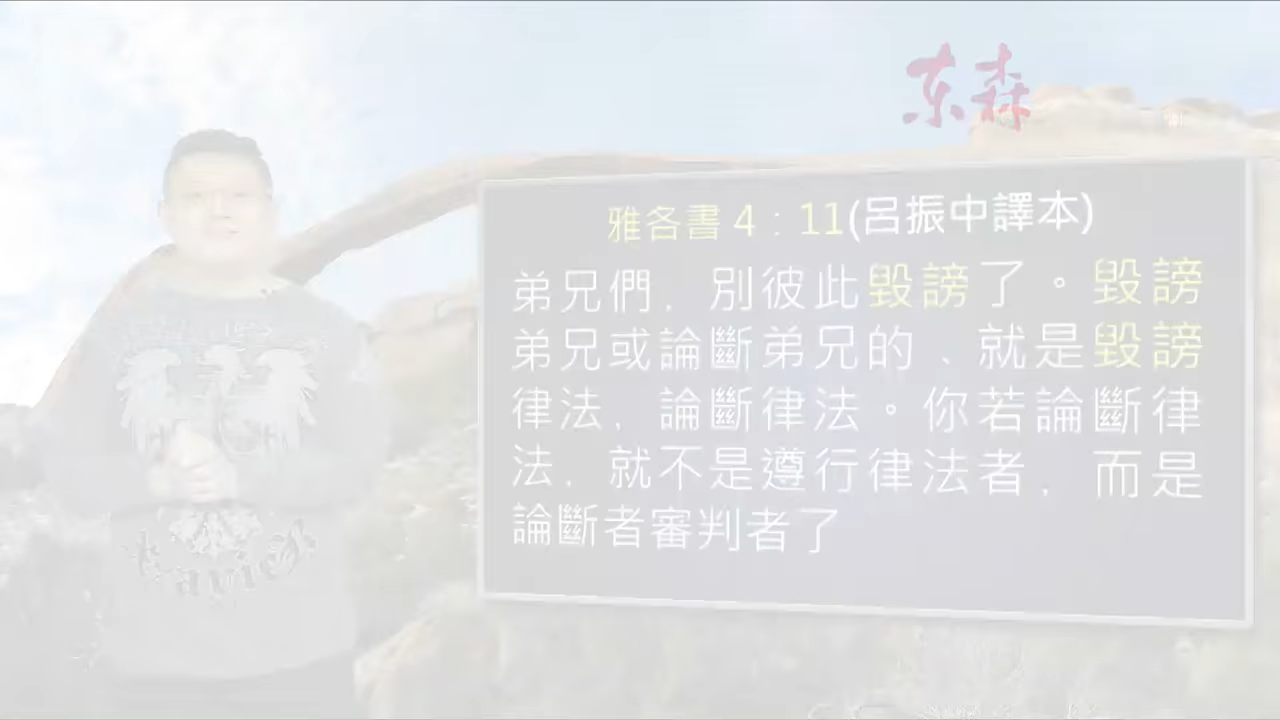 东森
雅各書 4：11(呂振中譯本)
弟兄們，別彼此毀謗了。毀謗
弟兄或論斷弟兄的、就是毀謗
律法，論斷律法。你若論斷律
法，就不是遵行律法者，而是
論斷者審判者了